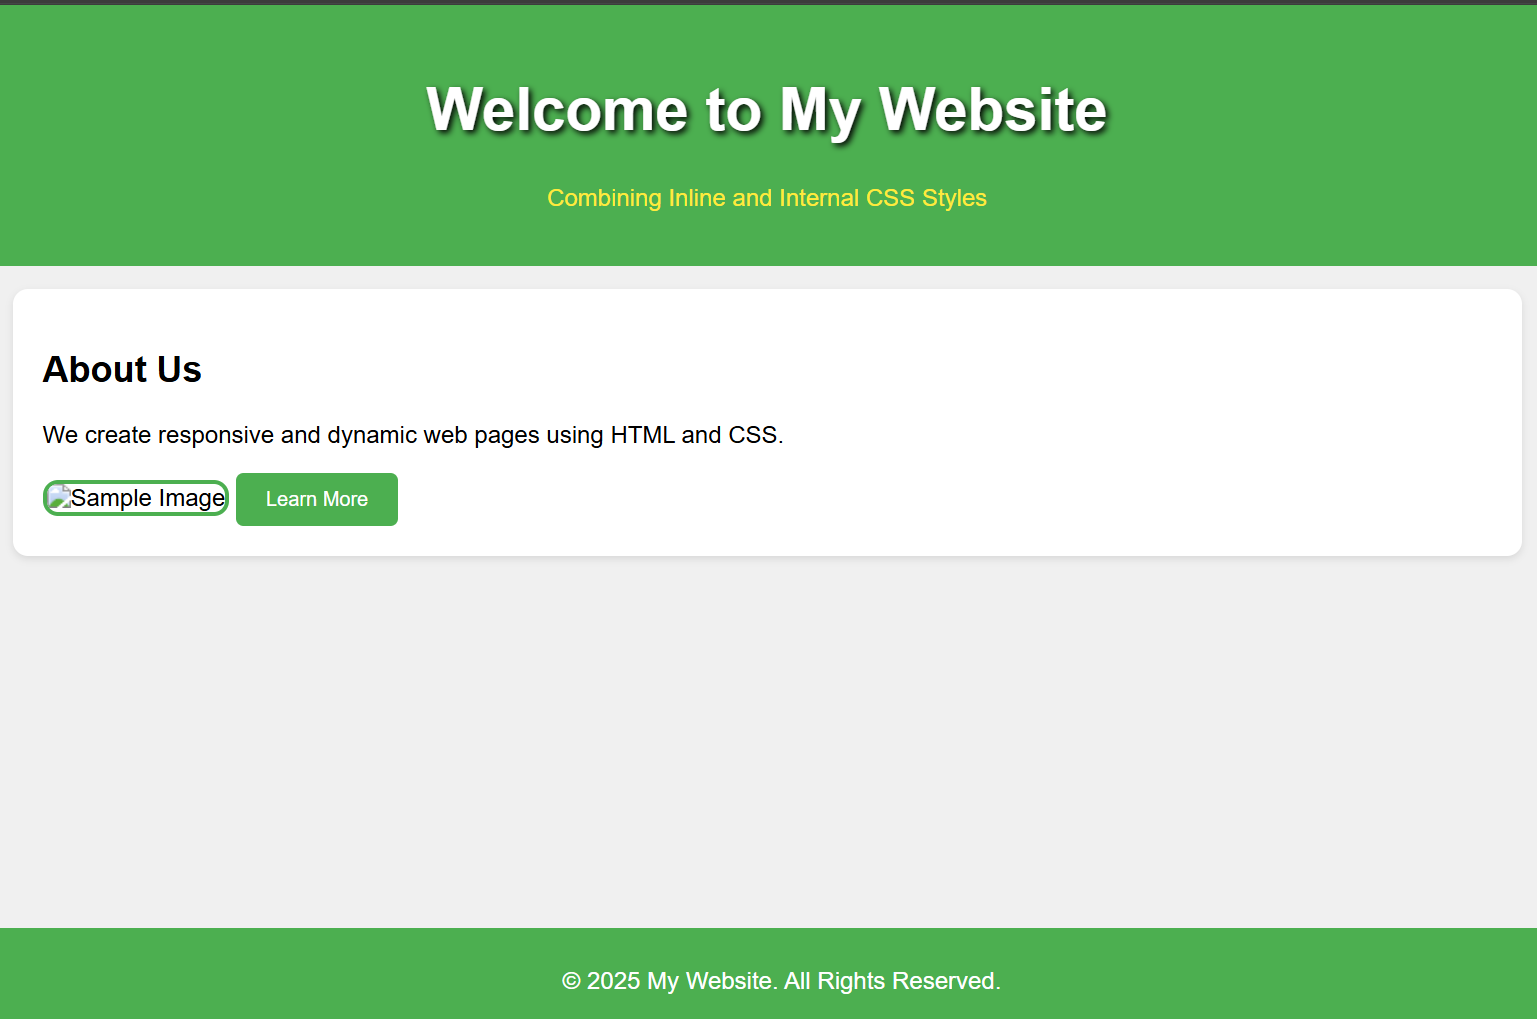 Welcome to My Website
Combining Inline and Internal CSS Styles
About Us
We create responsive and dynamic web pages using HTML and CSS.
Sample Image Learn More
© 2025 My Website. All Rights Reserved.